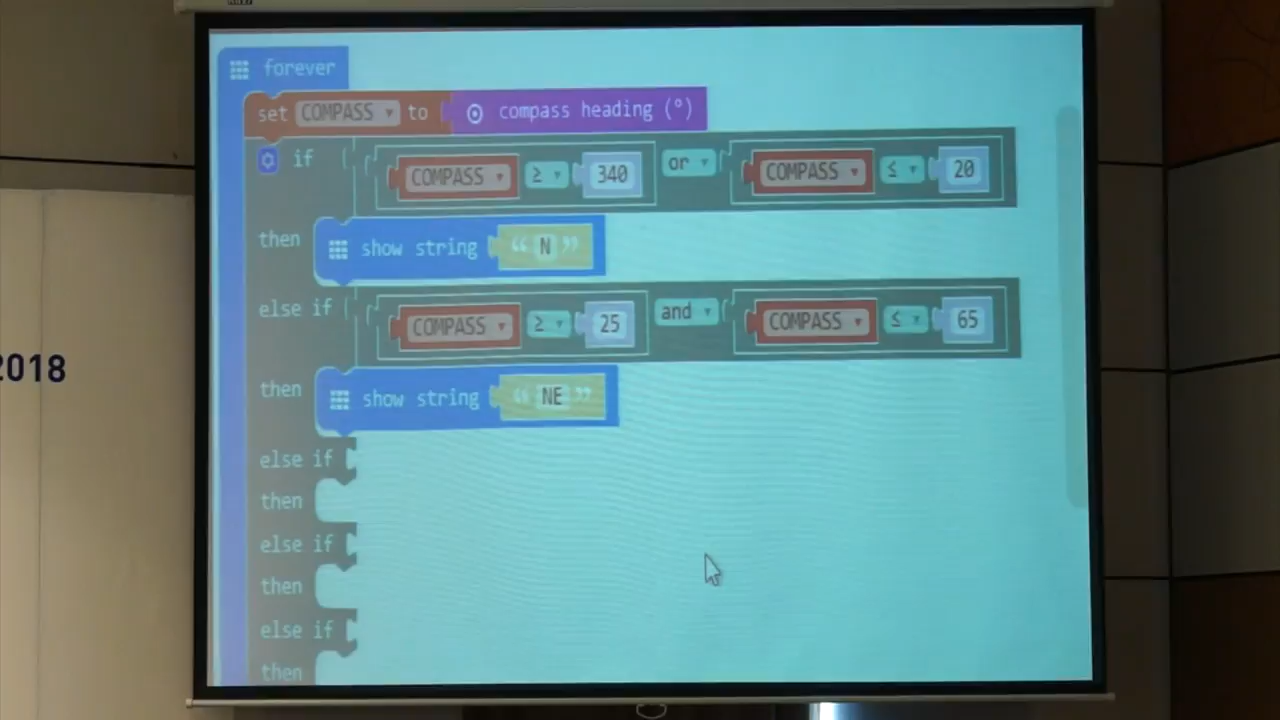 forever
set COMPASS to compass heading (°)
if COMPASS ≥ 340 or COMPASS ≤ 20
then show string “ N ”
else if COMPASS ≥ 25 and COMPASS ≤ 65
2018
then show string “ NE ”
else if
then
else if
then
else if
then